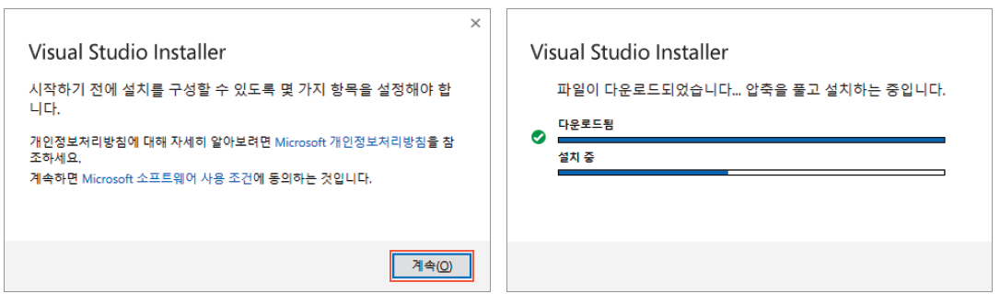 Visual Studio Installer
시작하기 전에 설치를 구성할 수 있도록 몇 가지 항목을 설정해야 합
니다.
개인정보처리방침에 대해 자세히 알아보려면 Microsoft 개인정보처리방침을 참
조하세요.
계속하면 Microsoft 소프트웨어 사용 조건에 동의하는 것입니다.
계속(O)
Visual Studio Installer
파일이 다운로드되었습니다... 압축을 풀고 설치하는 중입니다.
다운로드됨
설치 중